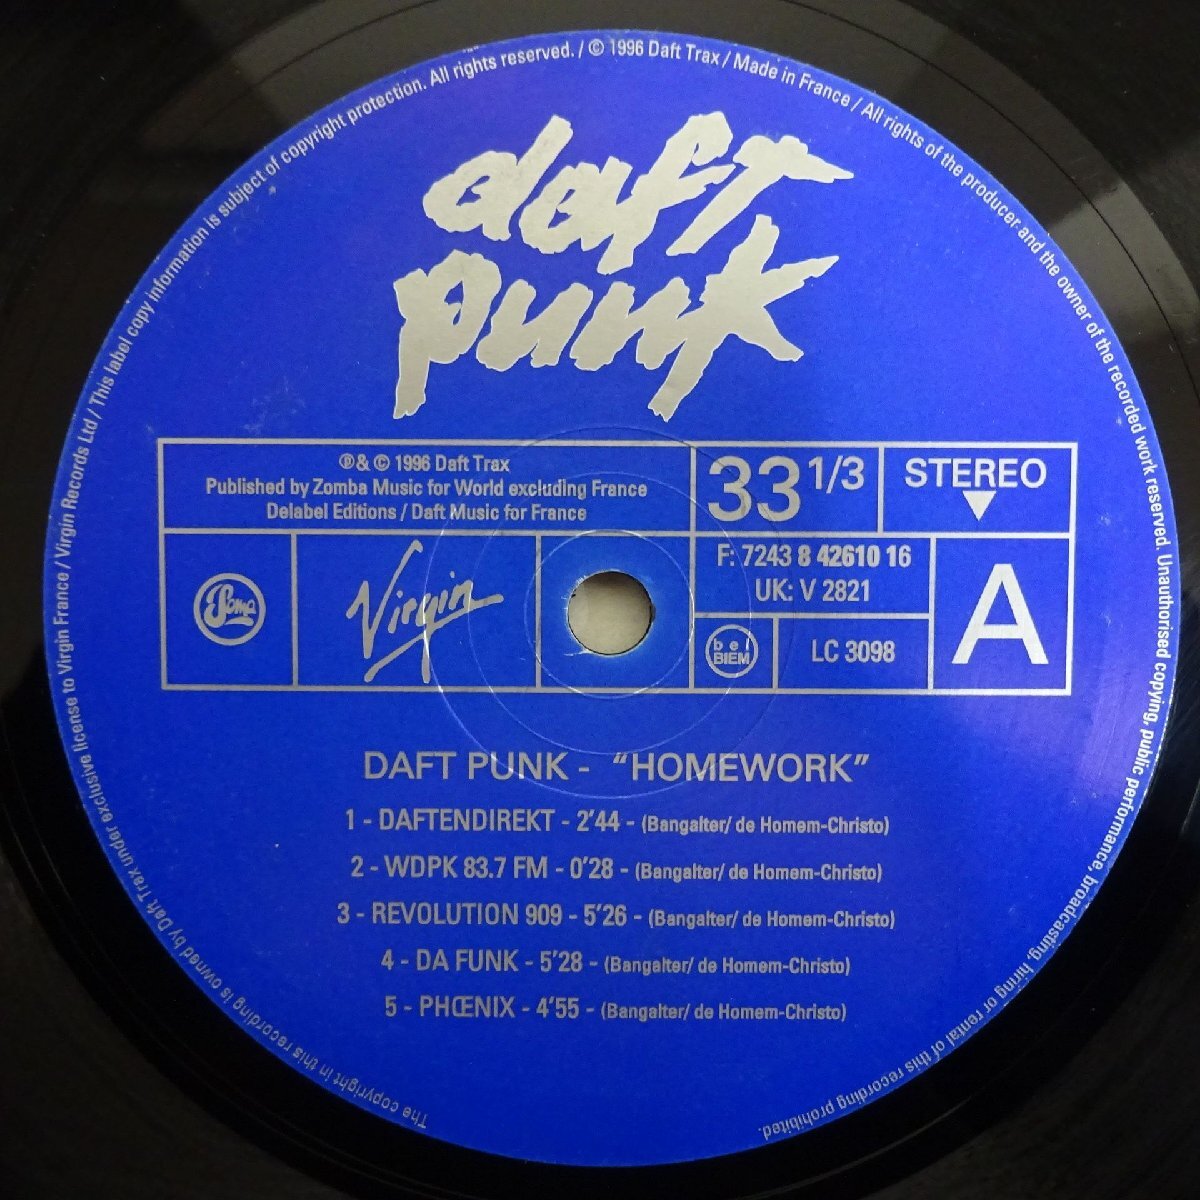 The copyright in this recording is owned by Daft Trax under exclusive license to Virgin France / Virgin Records Ltd / This label copy information is subject of copyright protection. All rights reserved. / © 1996 Daft Trax / Made in France / All rights of the producer and the owner of the recorded work reserved. Unauthorised copying, public performance, broadcasting, hiring or rental of this recording prohibited.
daft
punk
℗ & © 1996 Daft Trax
Published by Zomba Music for World excluding France
Delabel Editions / Daft Music for France
33 1/3
STEREO
Soma
Virgin
F: 7243 8 42610 16
UK: V 2821
bel
BIEM
LC 3098
A
DAFT PUNK - “HOMEWORK”
1 - DAFTENDIREKT - 2’44 - (Bangalter/ de Homem-Christo)
2 - WDPK 83.7 FM - 0’28 - (Bangalter/ de Homem-Christo)
3 - REVOLUTION 909 - 5’26 - (Bangalter/ de Homem-Christo)
4 - DA FUNK - 5’28 - (Bangalter/ de Homem-Christo)
5 - PHŒNIX - 4’55 - (Bangalter/ de Homem-Christo)